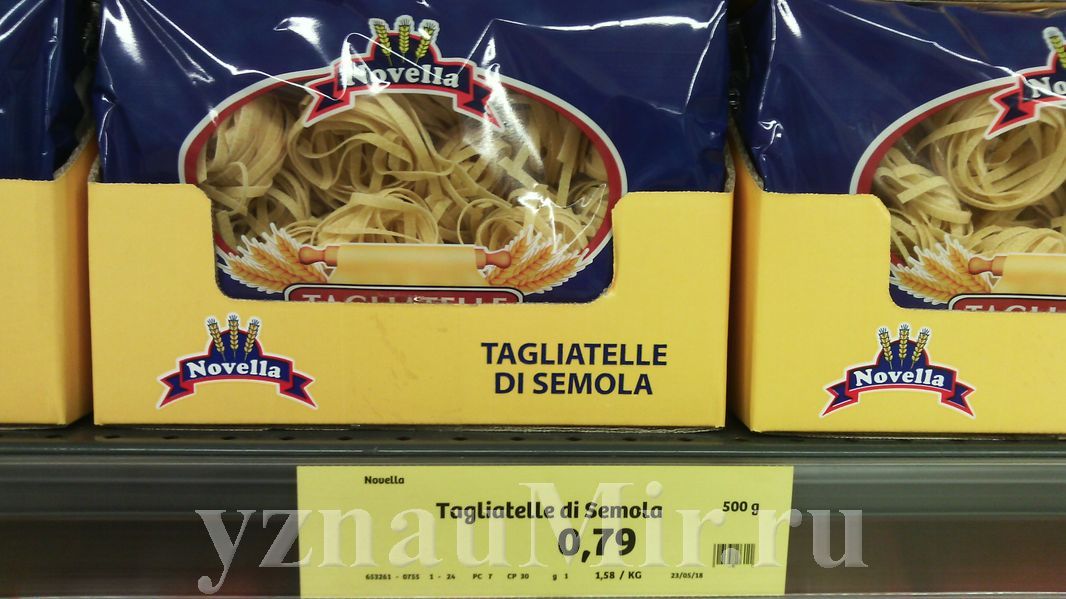 Novella
Novella
TAGLIATELLE
Novella
TAGLIATELLE
DI SEMOLA
Novella
Novella
Tagliatelle di Semola
500 g
0,79
653261 - 0755 1 - 24 PC 7 CP 30 g 1 1,58 / KG 23/05/18
yznauMir.ru